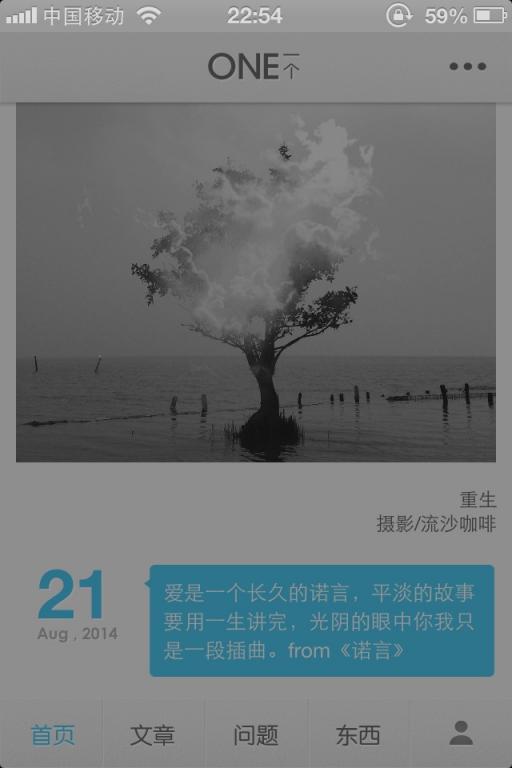 中国移动 22:54 59%
ONE一个
重生
摄影/流沙咖啡
21
Aug , 2014
爱是一个长久的诺言，平淡的故事
要用一生讲完，光阴的眼中你我只
是一段插曲。from《诺言》
首页 文章 问题 东西